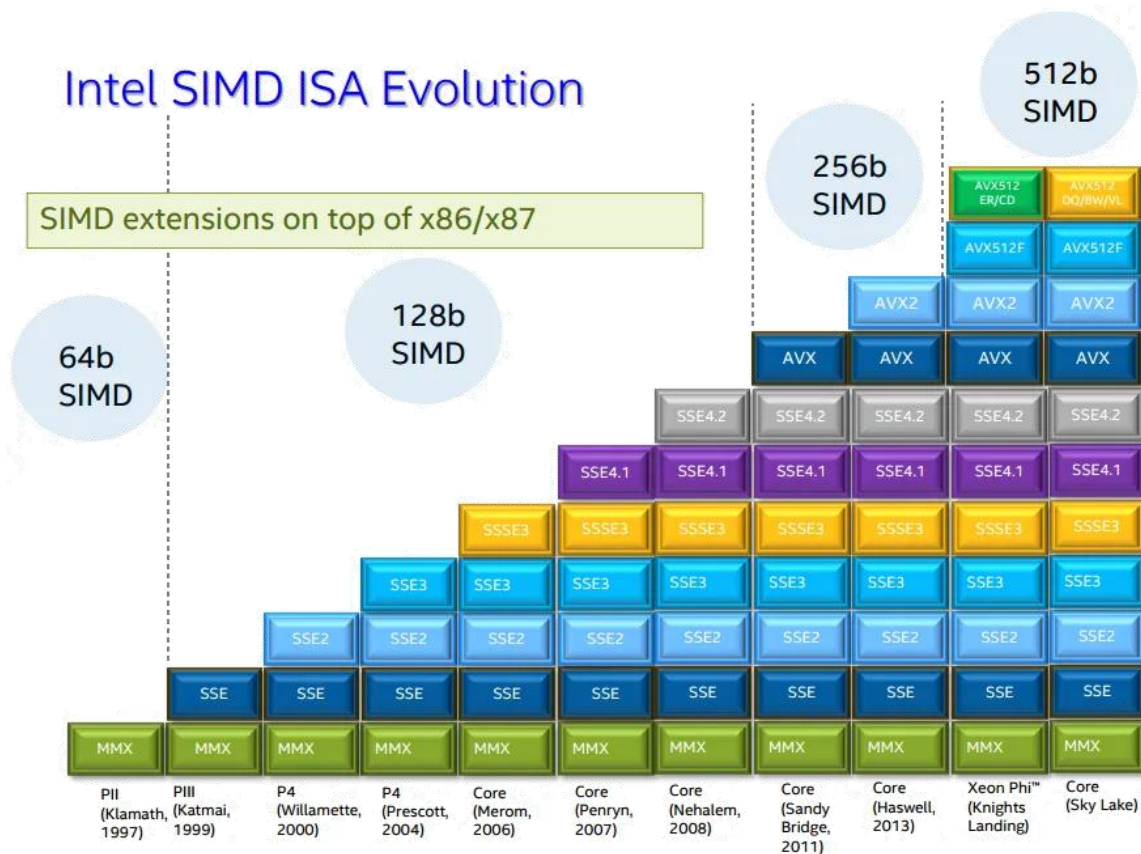 Intel SIMD ISA Evolution
512b
SIMD
256b
SIMD
SIMD extensions on top of x86/x87
128b
SIMD
64b
SIMD
AVX512
ER/CD
AVX512
DQ/BW/VL
AVX512F
AVX512F
AVX2
AVX2
AVX2
AVX
AVX
AVX
AVX
SSE4.2
SSE4.2
SSE4.2
SSE4.2
SSE4.2
SSE4.1
SSE4.1
SSE4.1
SSE4.1
SSE4.1
SSE4.1
SSSE3
SSSE3
SSSE3
SSSE3
SSSE3
SSSE3
SSSE3
SSE3
SSE3
SSE3
SSE3
SSE3
SSE3
SSE3
SSE3
SSE2
SSE2
SSE2
SSE2
SSE2
SSE2
SSE2
SSE2
SSE2
SSE
SSE
SSE
SSE
SSE
SSE
SSE
SSE
SSE
SSE
MMX
MMX
MMX
MMX
MMX
MMX
MMX
MMX
MMX
MMX
MMX
PII
(Klamath,
1997)
PIII
(Katmai,
1999)
P4
(Willamette,
2000)
P4
(Prescott,
2004)
Core
(Merom,
2006)
Core
(Penryn,
2007)
Core
(Nehalem,
2008)
Core
(Sandy
Bridge,
2011)
Core
(Haswell,
2013)
Xeon Phi™
(Knights
Landing)
Core
(Sky Lake)